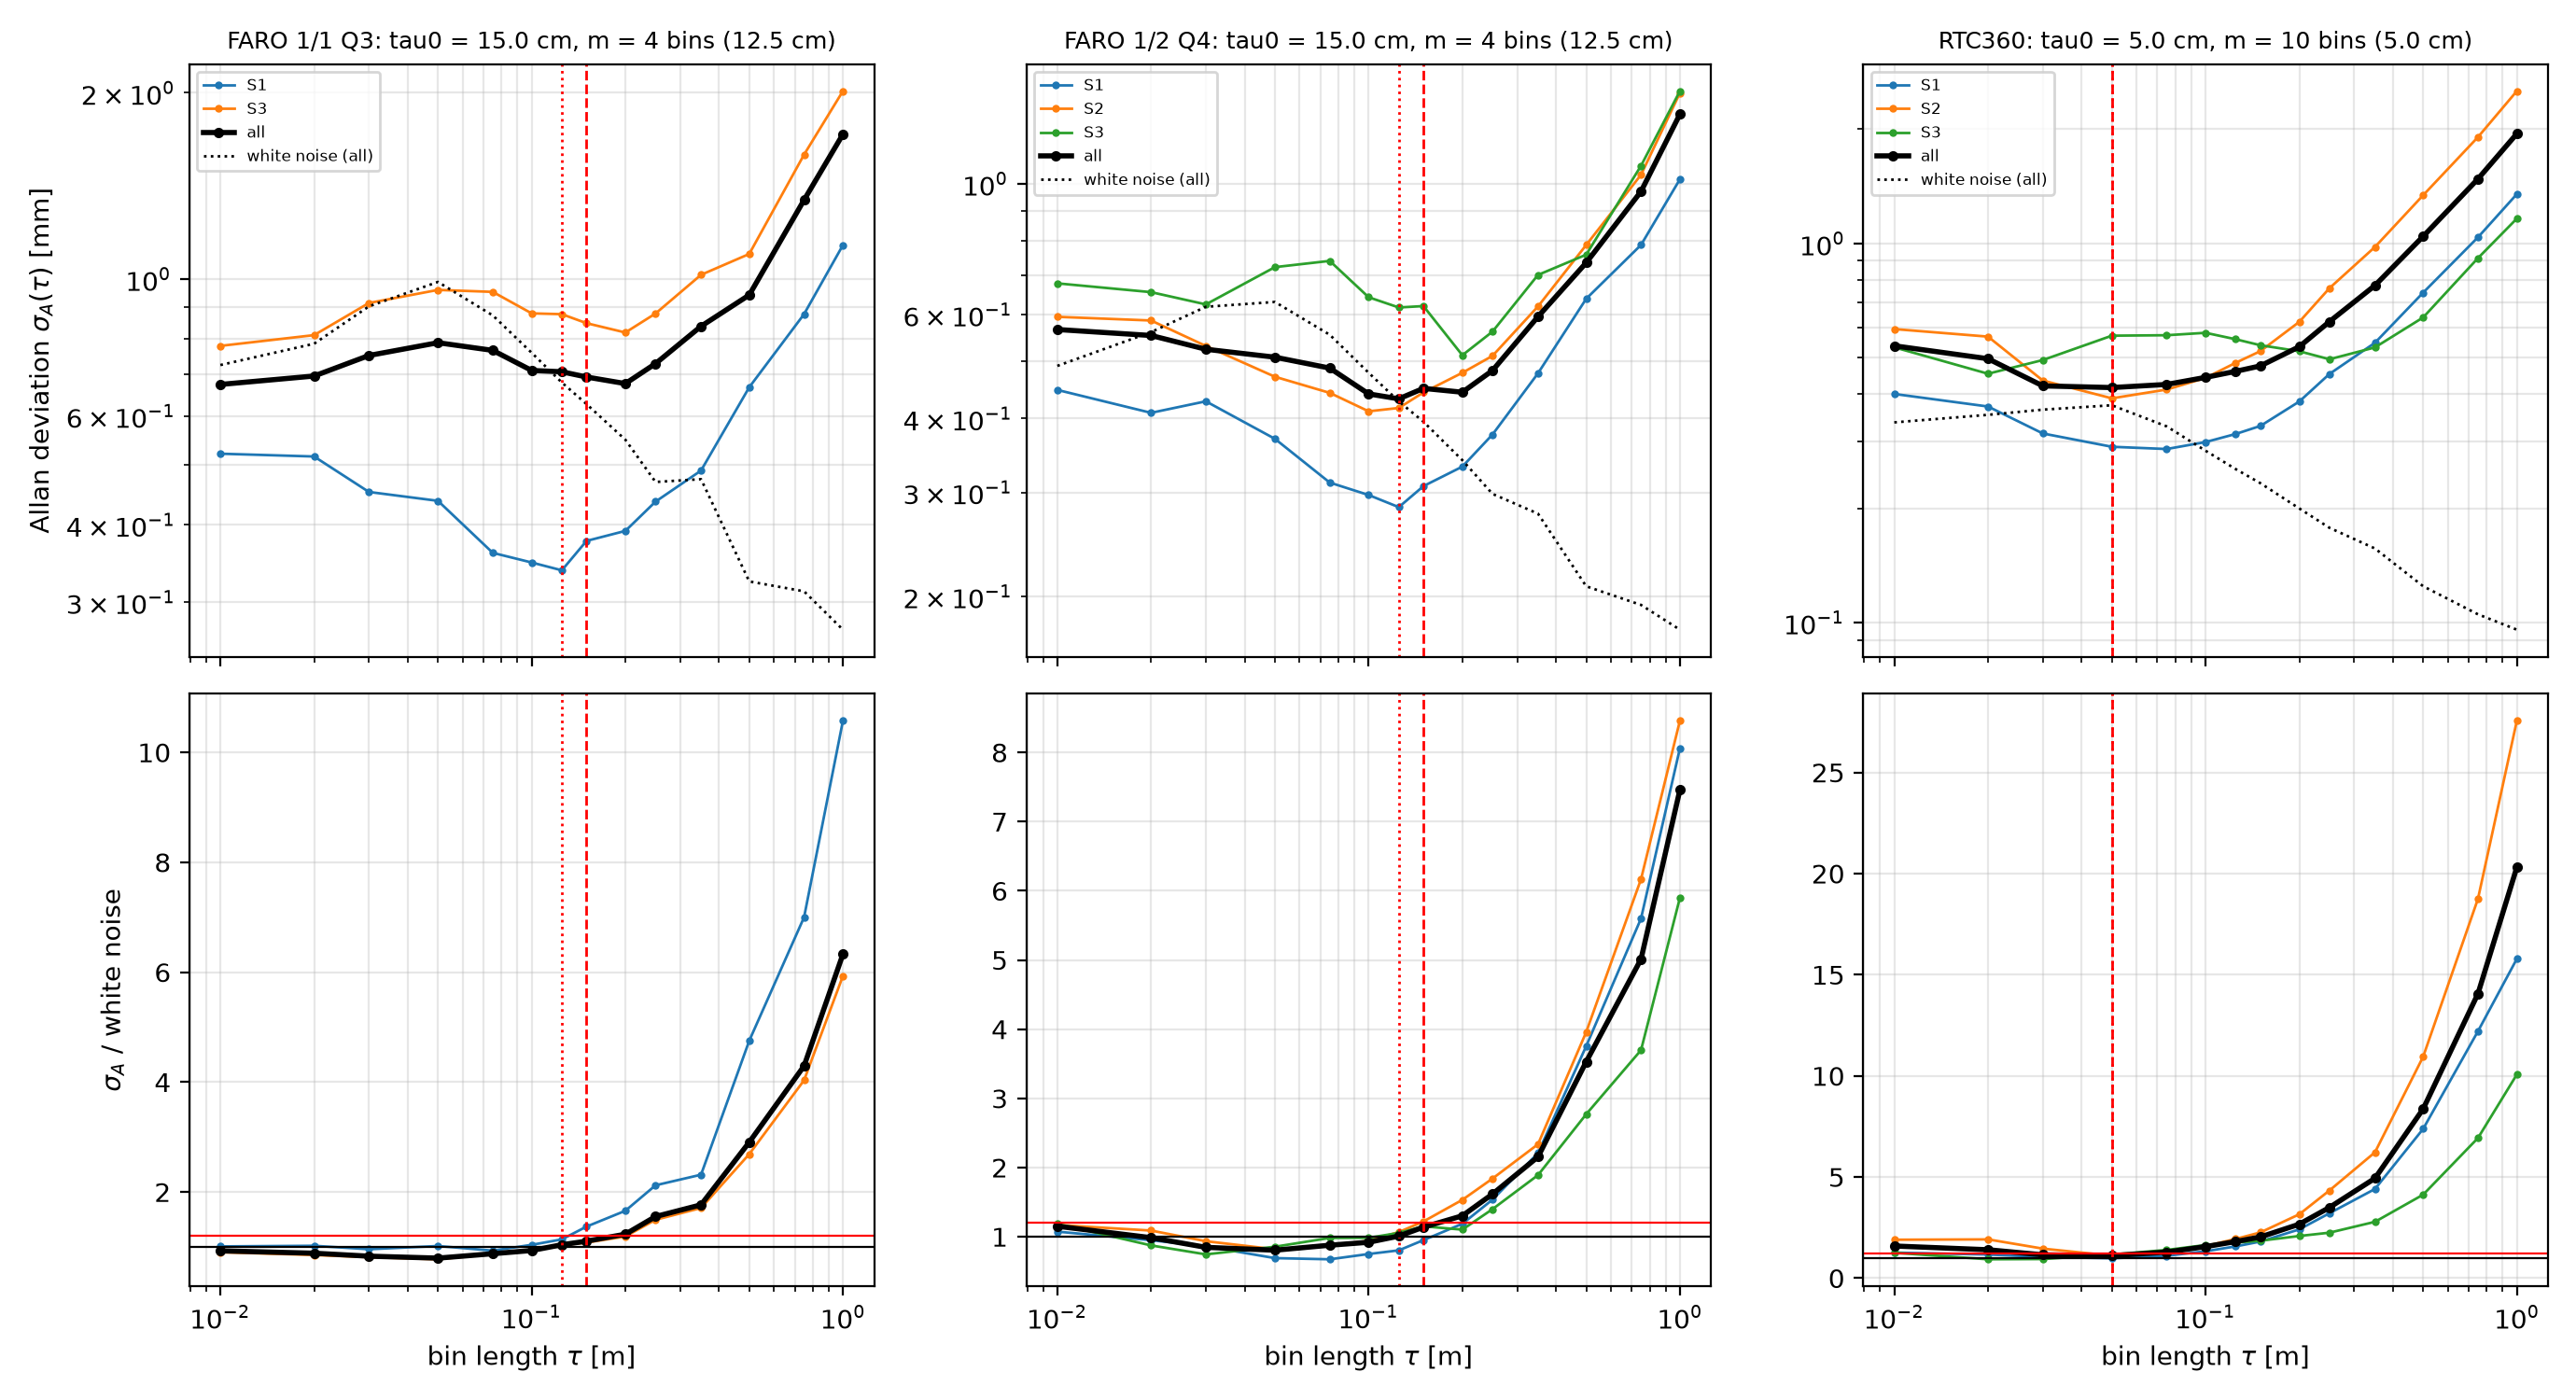 FARO 1/1 Q3: tau0 = 15.0 cm, m = 4 bins (12.5 cm)
FARO 1/2 Q4: tau0 = 15.0 cm, m = 4 bins (12.5 cm)
RTC360: tau0 = 5.0 cm, m = 10 bins (5.0 cm)
Allan deviation σ_A(τ) [mm]
2 × 10⁰
10⁰
6 × 10⁻¹
4 × 10⁻¹
3 × 10⁻¹
S1
S3
all
white noise (all)
10⁰
6 × 10⁻¹
4 × 10⁻¹
3 × 10⁻¹
2 × 10⁻¹
S1
S2
S3
all
white noise (all)
10⁰
10⁻¹
S1
S2
S3
all
white noise (all)
σ_A / white noise
10
8
6
4
2
10⁻²
10⁻¹
10⁰
bin length τ [m]
8
7
6
5
4
3
2
1
10⁻²
10⁻¹
10⁰
bin length τ [m]
25
20
15
10
5
0
10⁻²
10⁻¹
10⁰
bin length τ [m]